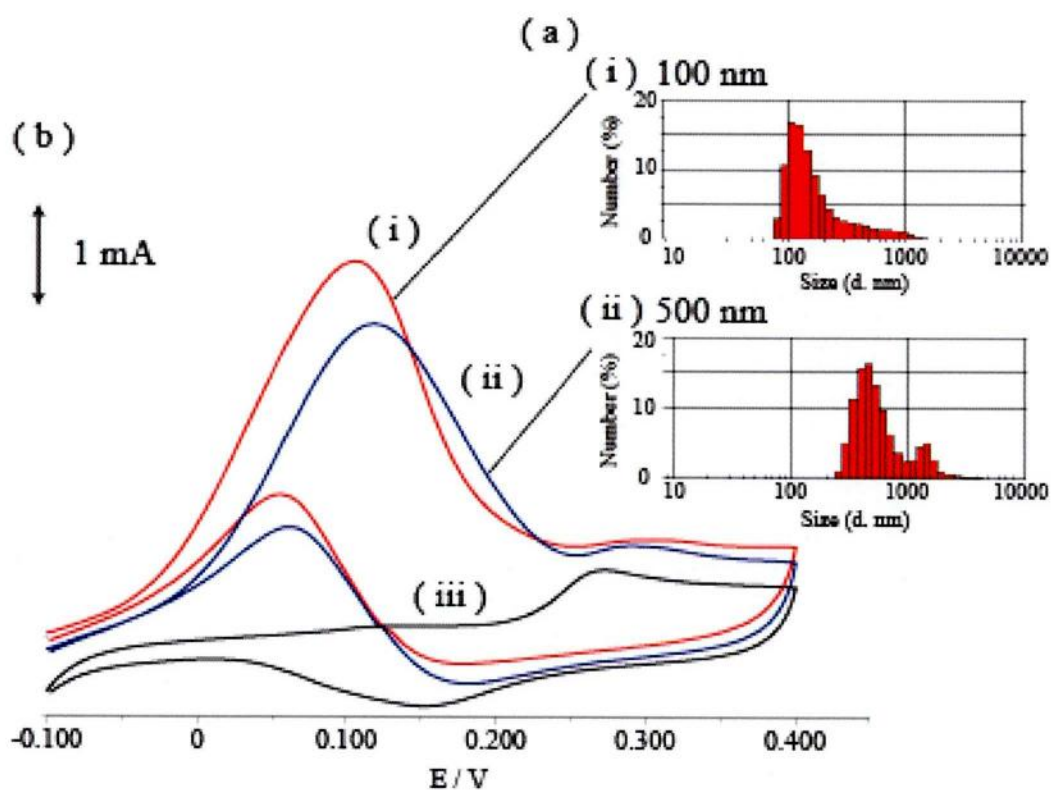 ( a )
( i ) 100 nm
( b )
1 mA
( i )
20
10
0
Number (%)
10 100 1000 10000
Size (d. nm)
( ii ) 500 nm
( ii )
20
10
0
Number (%)
10 100 1000 10000
Size (d. nm)
( iii )
-0.100 0 0.100 0.200 0.300 0.400
E / V